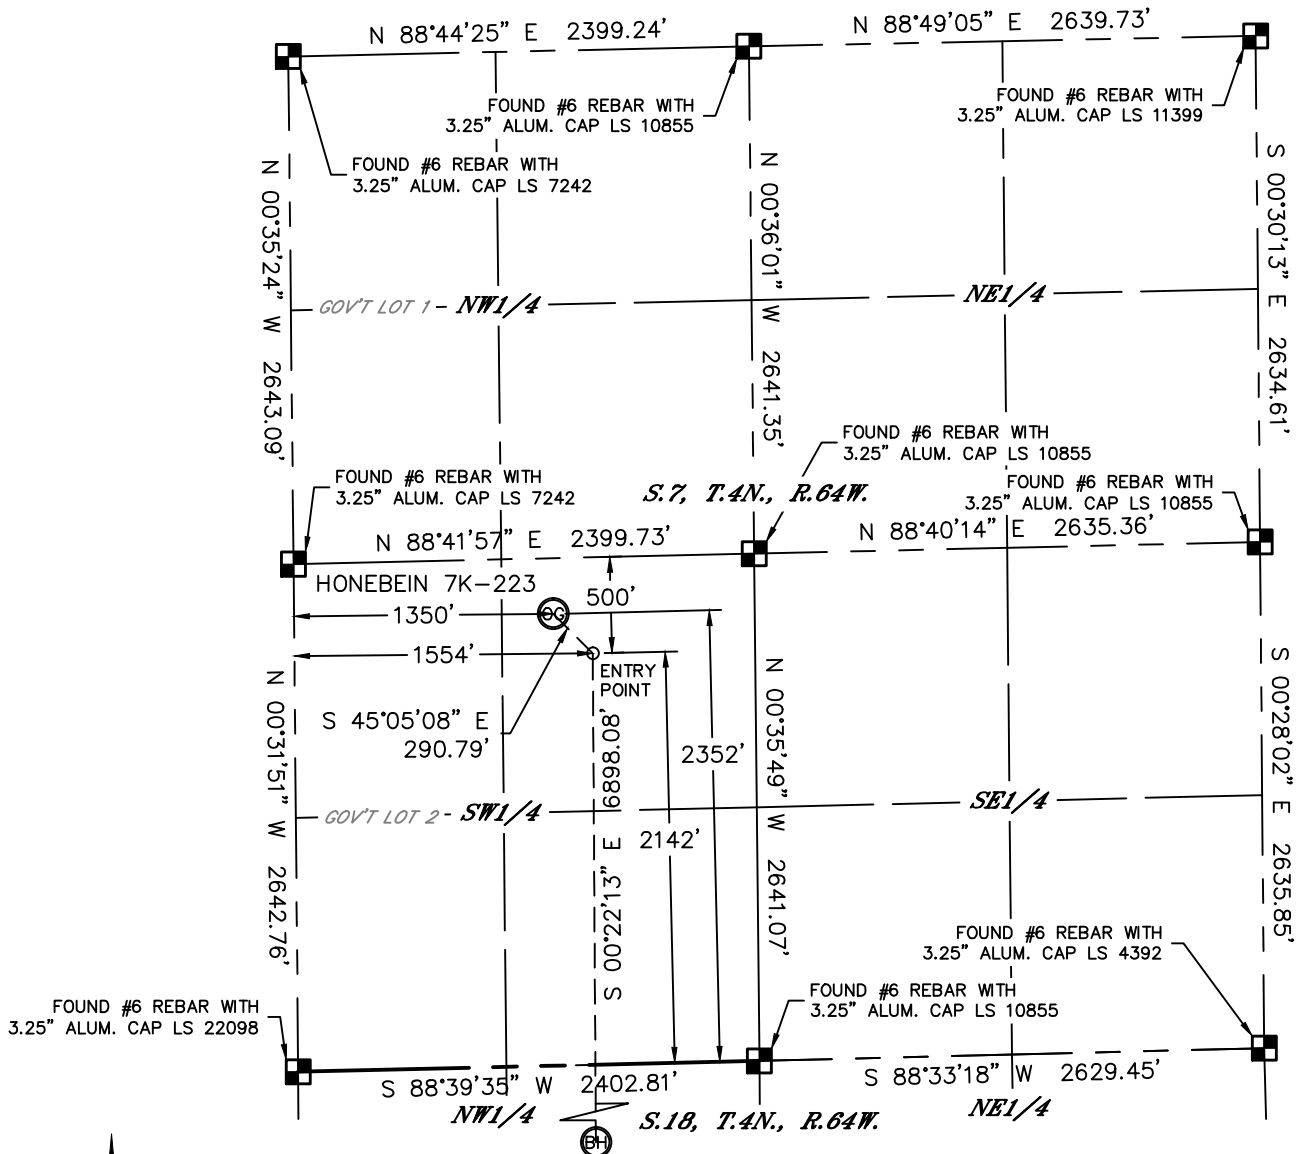 N 88°44'25" E 2399.24'
N 88°49'05" E 2639.73'
FOUND #6 REBAR WITH
3.25" ALUM. CAP LS 10855
FOUND #6 REBAR WITH
3.25" ALUM. CAP LS 11399
FOUND #6 REBAR WITH
3.25" ALUM. CAP LS 7242
N 00°35'24" W 2643.09'
N 00°36'01" W 2641.35'
S 00°30'13" E 2634.61'
GOV'T LOT 1 - NW1/4
NE1/4
FOUND #6 REBAR WITH
3.25" ALUM. CAP LS 10855
FOUND #6 REBAR WITH
3.25" ALUM. CAP LS 7242
S.7, T.4N., R.64W.
FOUND #6 REBAR WITH
3.25" ALUM. CAP LS 10855
N 88°41'57" E 2399.73'
N 88°40'14" E 2635.36'
HONEBEIN 7K-223
500'
1350'
OG
1554'
ENTRY
POINT
S 45°05'08" E
290.79'
2352'
N 00°31'51" W 2642.76'
S 00°22'13" E 6898.08'
N 00°35'49" W 2641.07'
S 00°28'02" E 2635.85'
GOV'T LOT 2 - SW1/4
SE1/4
2142'
FOUND #6 REBAR WITH
3.25" ALUM. CAP LS 4392
FOUND #6 REBAR WITH
3.25" ALUM. CAP LS 22098
FOUND #6 REBAR WITH
3.25" ALUM. CAP LS 10855
S 88°39'35" W 2402.81'
S 88°33'18" W 2629.45'
NW1/4
S.18, T.4N., R.64W.
NE1/4
BH